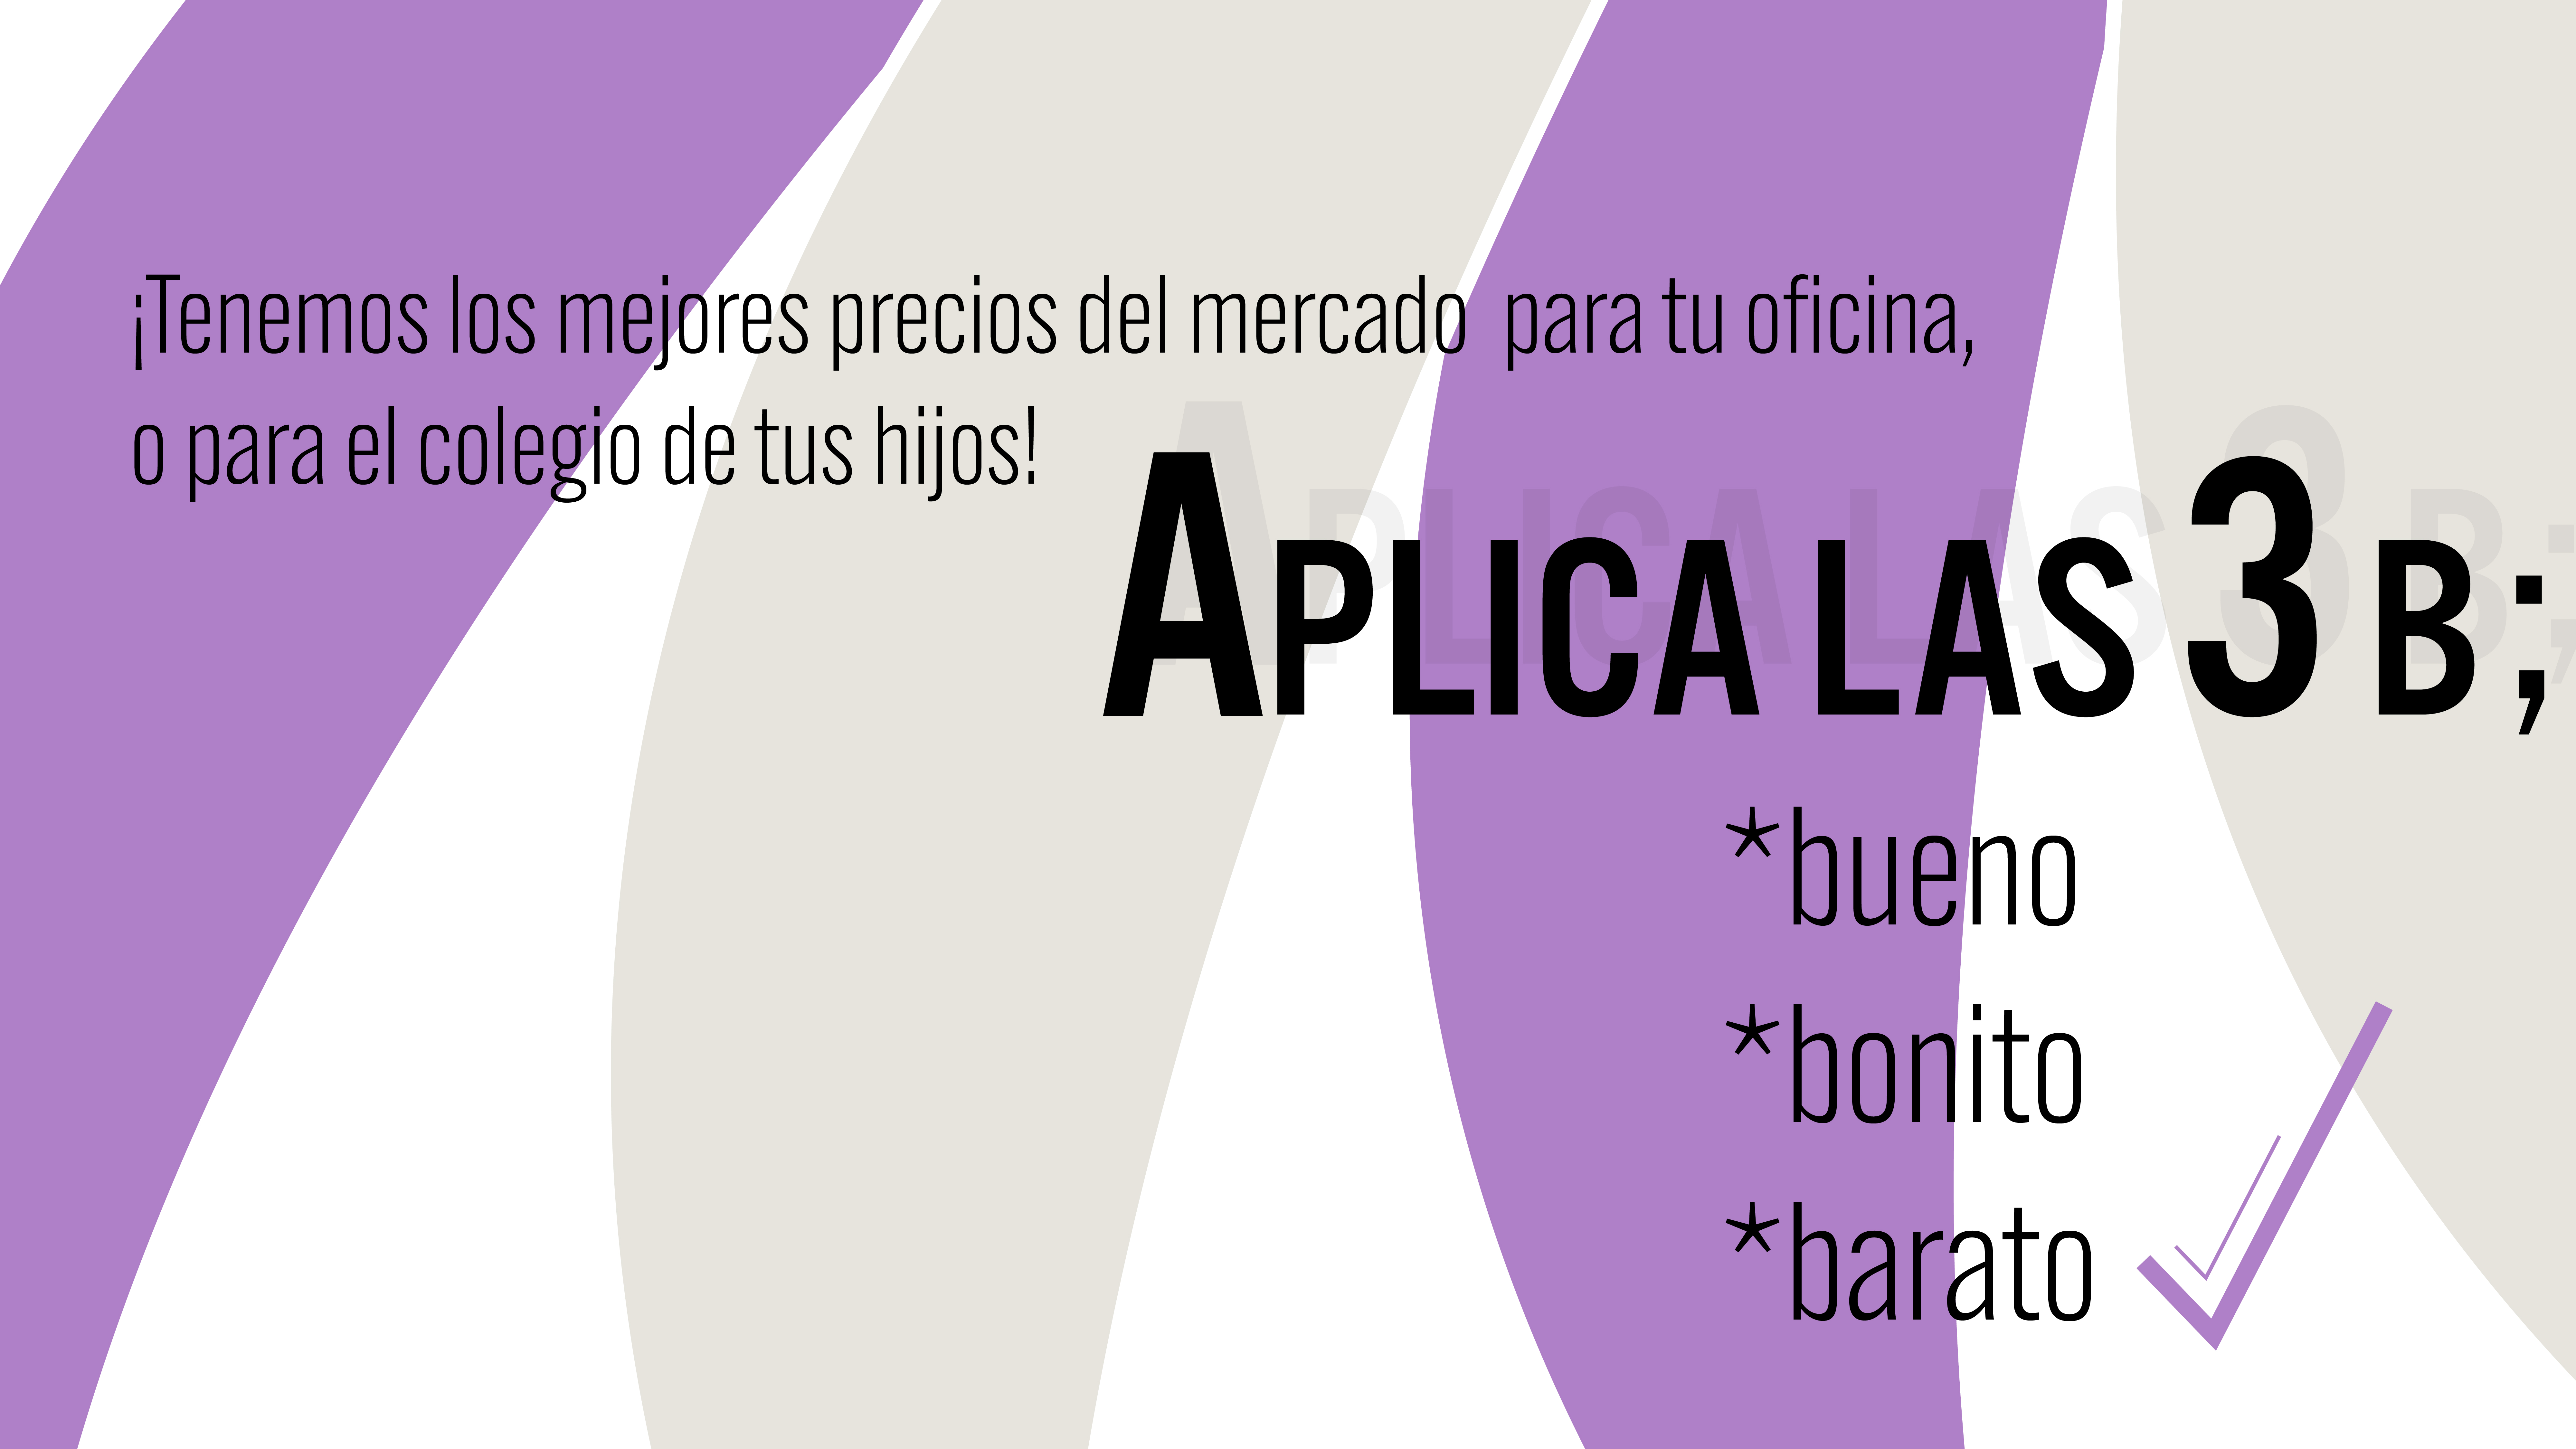 ¡Tenemos los mejores precios del mercado  para tu oficina,
o para el colegio de tus hijos!
Aplica las 3 b;
*bueno
*bonito
*barato